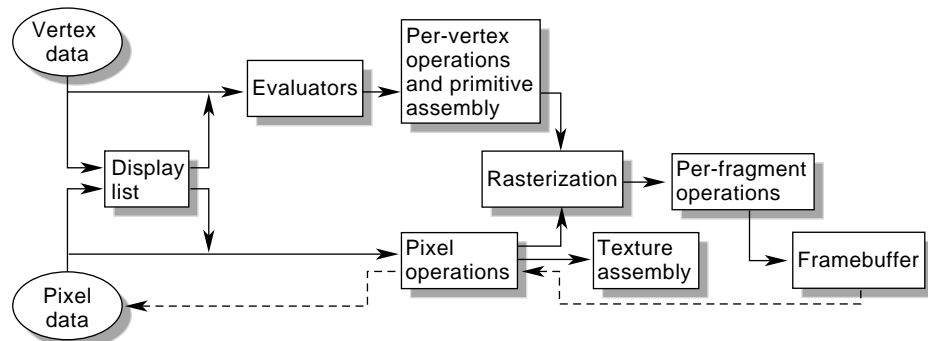 Vertex
data
Evaluators
Per-vertex
operations
and primitive
assembly
Display
list
Rasterization
Per-fragment
operations
Pixel
operations
Texture
assembly
Framebuffer
Pixel
data